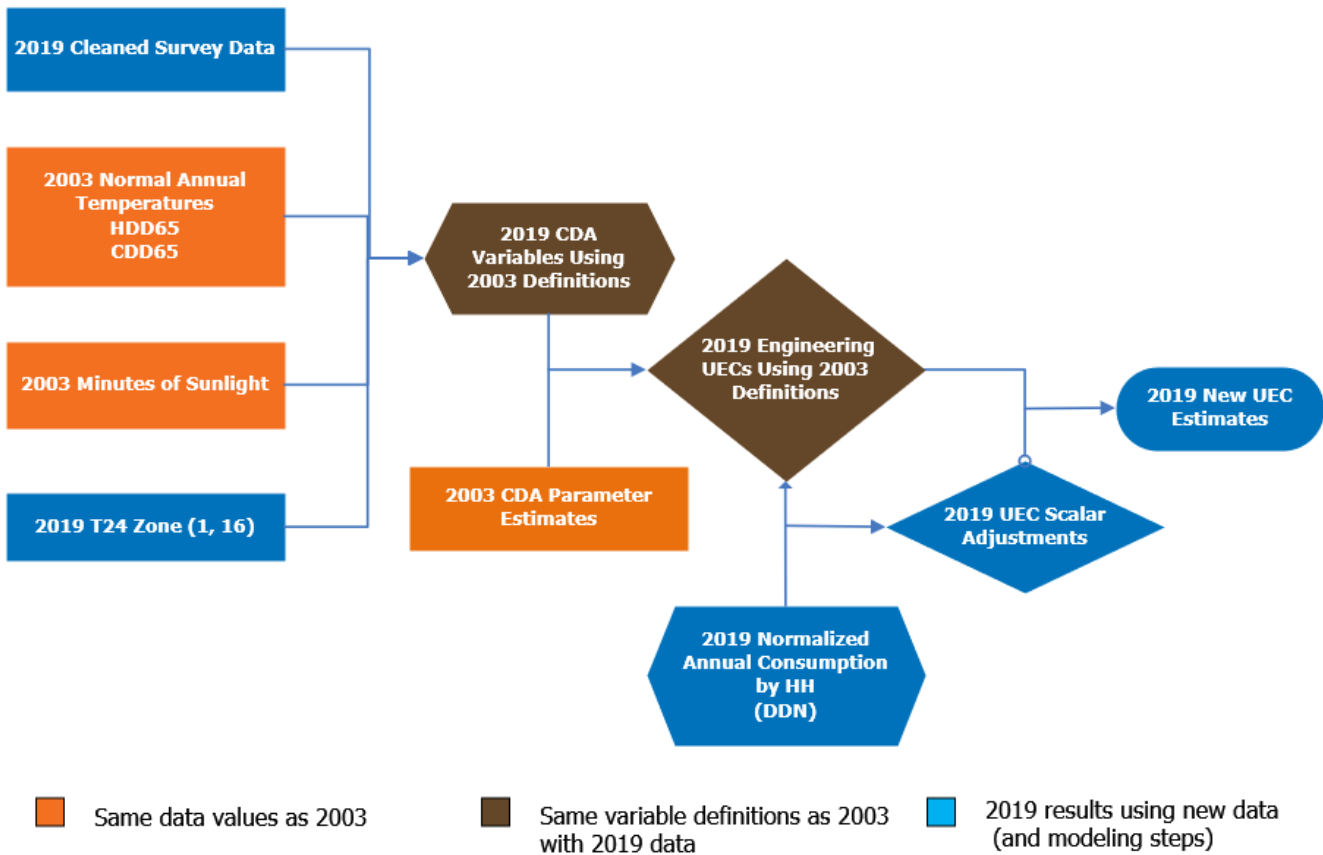 2019 Cleaned Survey Data
2003 Normal Annual
Temperatures
HDD65
CDD65
2003 Minutes of Sunlight
2019 T24 Zone (1, 16)
2019 CDA
Variables Using
2003 Definitions
2003 CDA Parameter
Estimates
2019 Engineering
UECs Using 2003
Definitions
2019 Normalized
Annual Consumption
by HH
(DDN)
2019 UEC Scalar
Adjustments
2019 New UEC
Estimates
Same data values as 2003
Same variable definitions as 2003
with 2019 data
2019 results using new data
(and modeling steps)